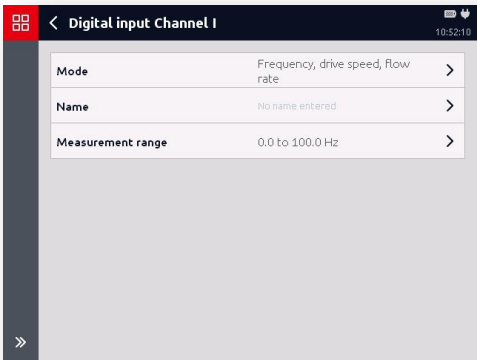 Digital input Channel I
10:52:10
Mode
Frequency, drive speed, flow
rate
Name
No name entered
Measurement range
0.0 to 100.0 Hz